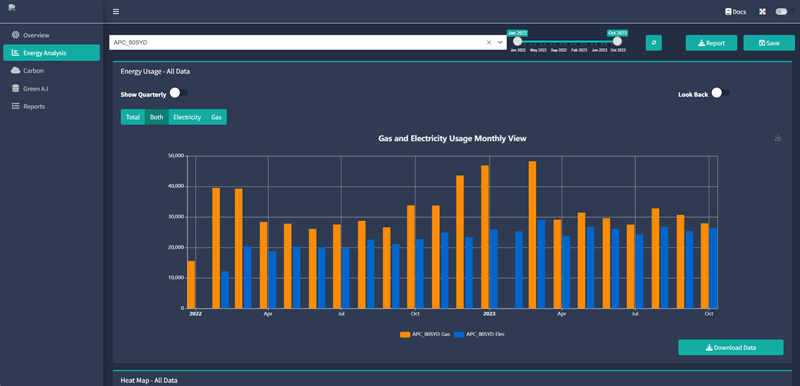 Docs
Overview
Energy Analysis
Carbon
Green A.I
Reports
APC_80SYD
Jan 2022
Oct 2023
Jan 2022 May 2022 Sep 2022 Feb 2023 Jun 2023 Oct 2023
Report
Save
Energy Usage - All Data
Show Quarterly
Look Back
Total Both Electricity Gas
Gas and Electricity Usage Monthly View
50,000
40,000
30,000
20,000
10,000
0
2022 Apr Jul Oct 2023 Apr Jul Oct
APC_80SYD Gas APC_80SYD Elec
Download Data
Heat Map - All Data